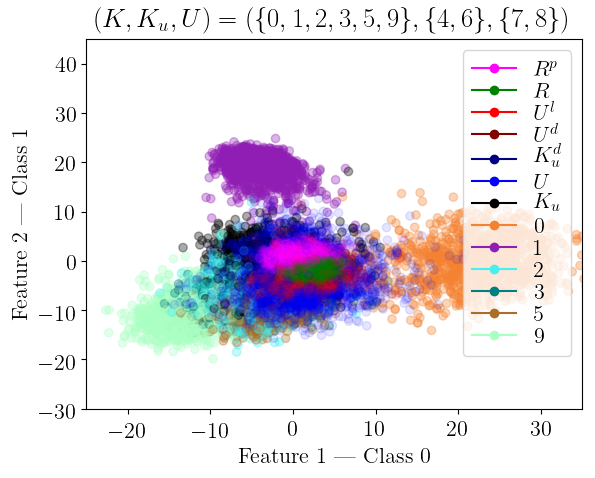 (K, K_u, U) = ({0, 1, 2, 3, 5, 9}, {4, 6}, {7, 8})
40
30
20
10
0
−10
−20
−30
Feature 2 — Class 1
R^p
R
U^l
U^d
K_u^d
U
K_u
0
1
2
3
5
9
−20
−10
0
10
20
30
Feature 1 — Class 0